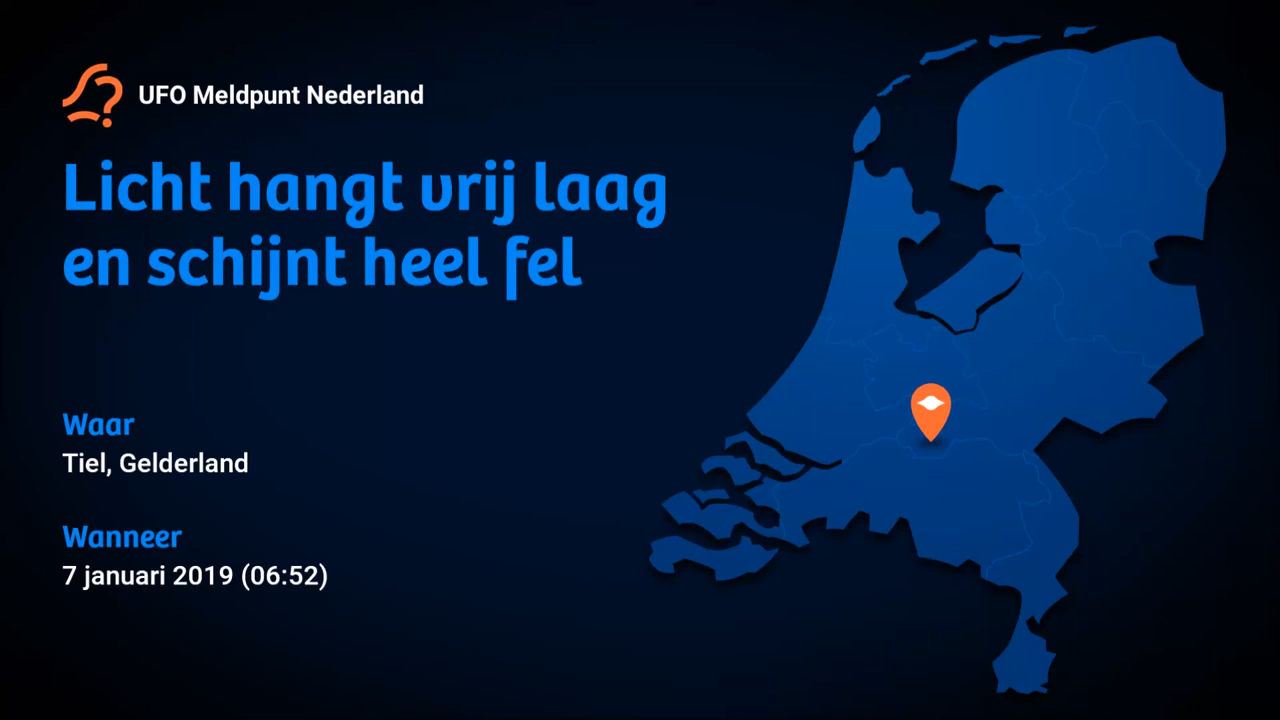 UFO Meldpunt Nederland
Licht hangt vrij laag
en schijnt heel fel
Waar
Tiel, Gelderland
Wanneer
7 januari 2019 (06:52)